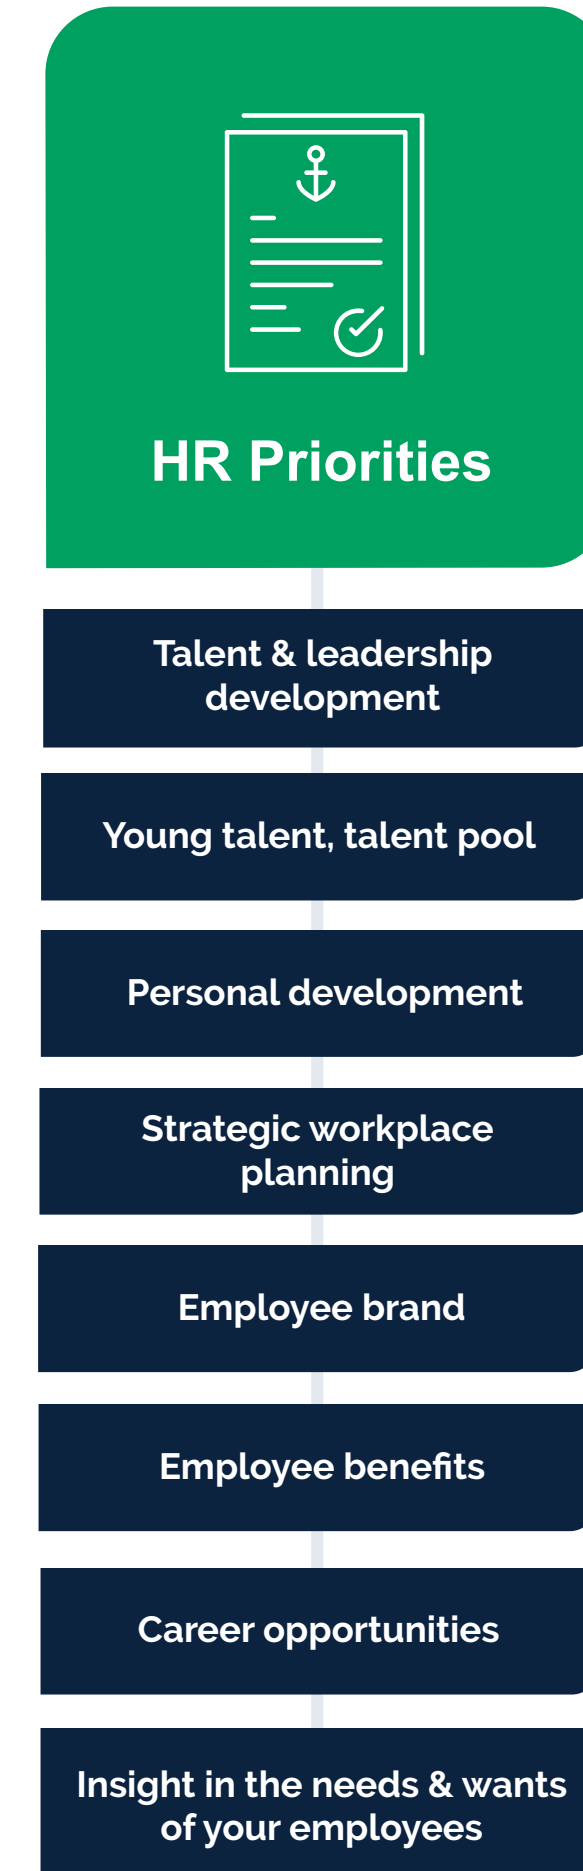 HR Priorities
Talent & leadership
development
Young talent, talent pool
Personal development
Strategic workplace
planning
Employee brand
Employee benefits
Career opportunities
Insight in the needs & wants
of your employees